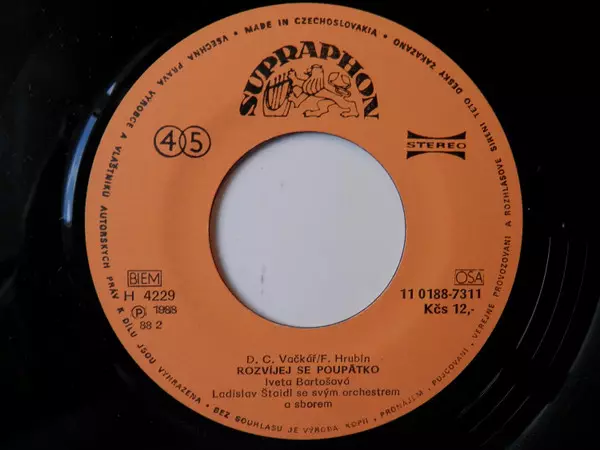 MADE IN CZECHOSLOVAKIA
SUPRAPHON
45
STEREO
BIEM
H 4229
Ⓟ 1988
88 2
OSA
11 0188-7311
Kčs 12,-
D. C. Vačkář/F. Hrubín
ROZVÍJEJ SE POUPÁTKO
Iveta Bartošová
Ladislav Štaidl se svým orchestrem
a sborem
VŠECHNA PRÁVA VÝROBCE A VLASTNÍKU AUTORSKÝCH PRÁV K DÍLU JSOU VYHRAZENA • BEZ SOUHLASU JE VÝROBA KOPIÍ • PRONÁJEM • PŮJČOVÁNÍ • VEŘEJNÉ PROVOZOVÁNÍ A ROZHLASOVÉ ŠÍŘENÍ TÉTO DESKY ZAKÁZÁNO